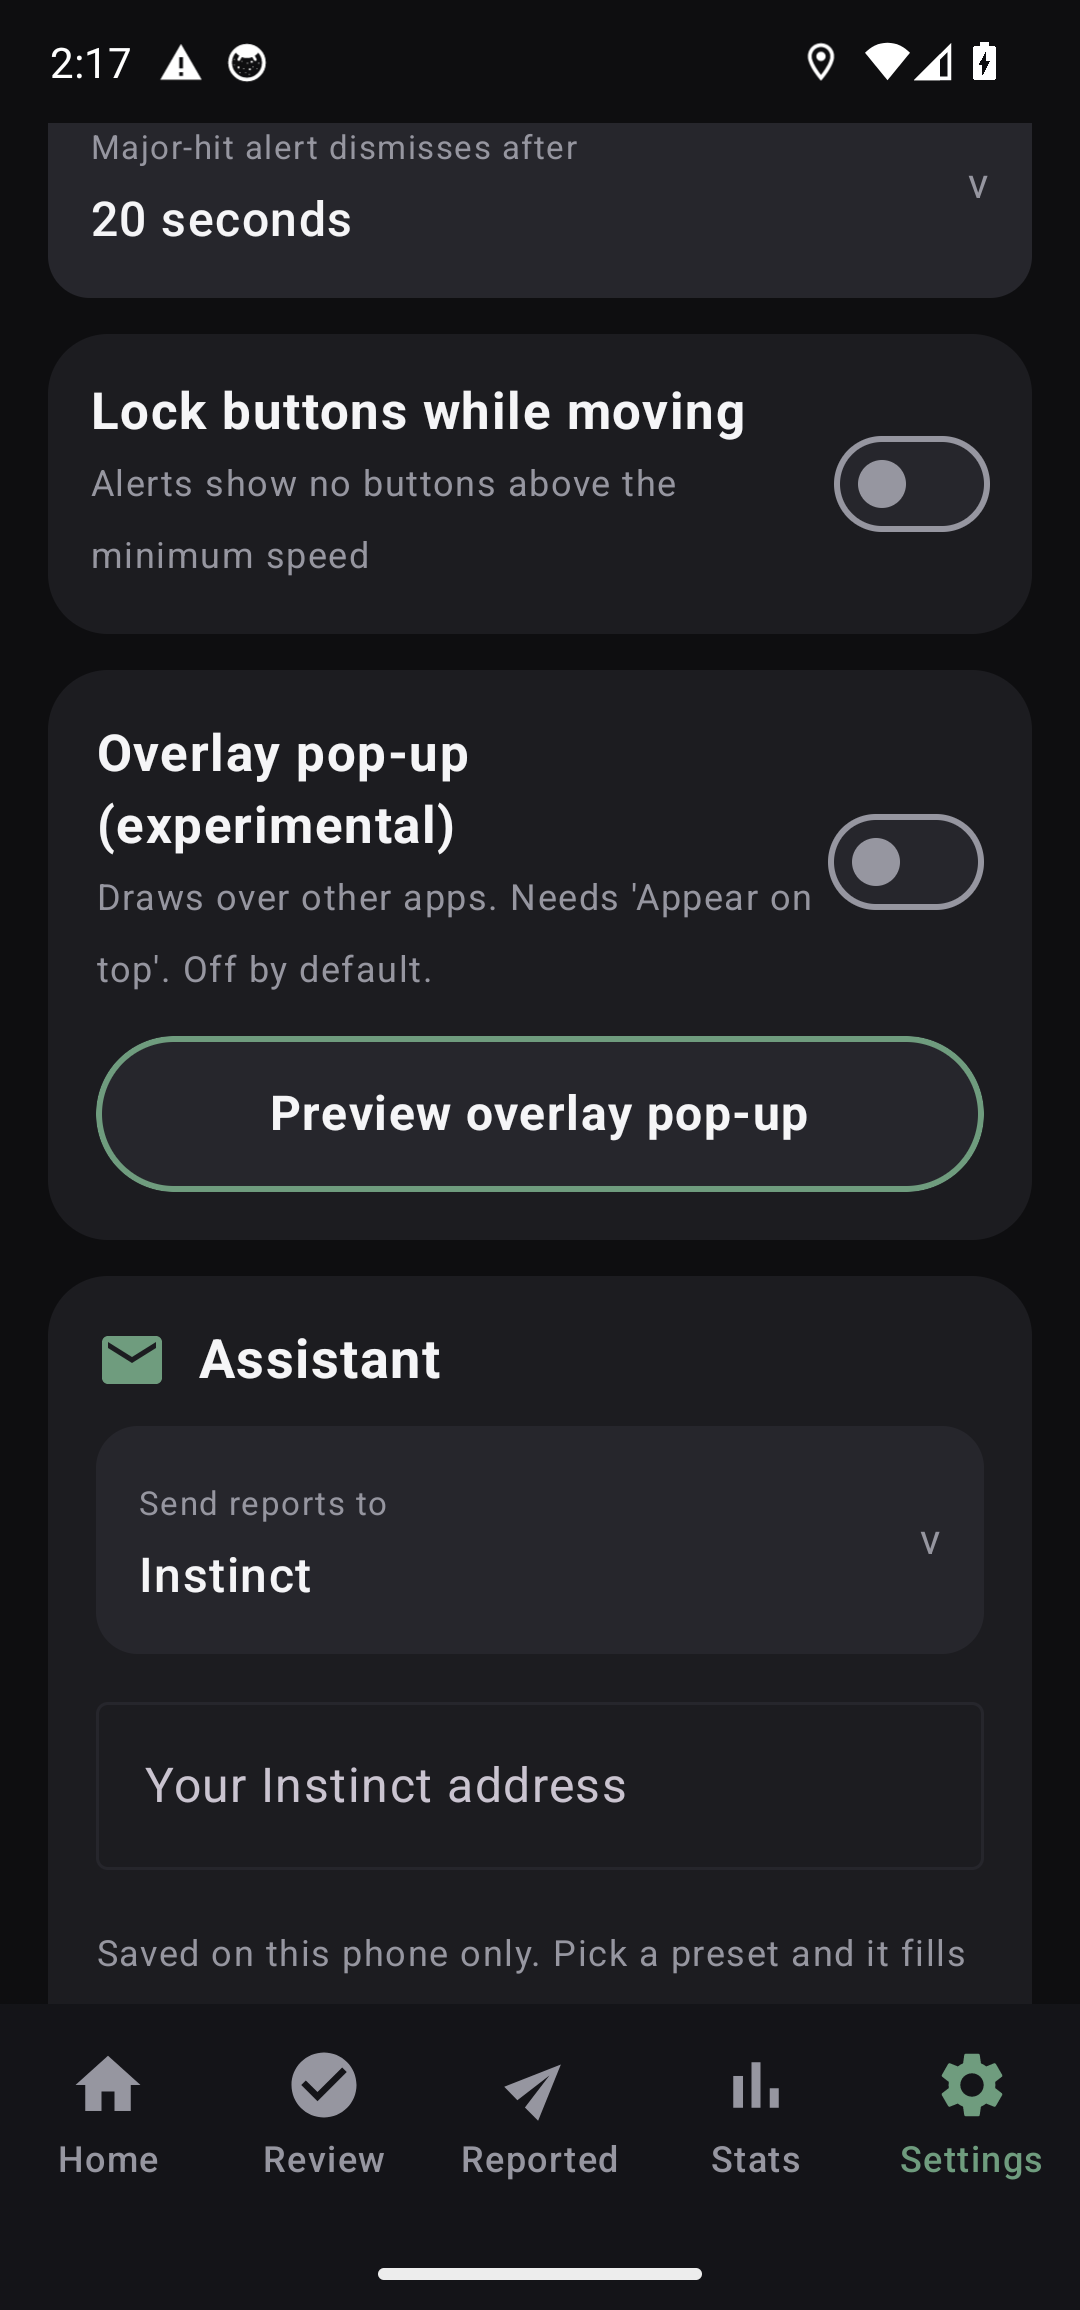 2:17
Major-hit alert dismisses after
20 seconds
v
Lock buttons while moving
Alerts show no buttons above the
minimum speed
Overlay pop-up
(experimental)
Draws over other apps. Needs 'Appear on
top'. Off by default.
Preview overlay pop-up
Assistant
Send reports to
Instinct
v
Your Instinct address
Saved on this phone only. Pick a preset and it fills
Home
Review
Reported
Stats
Settings